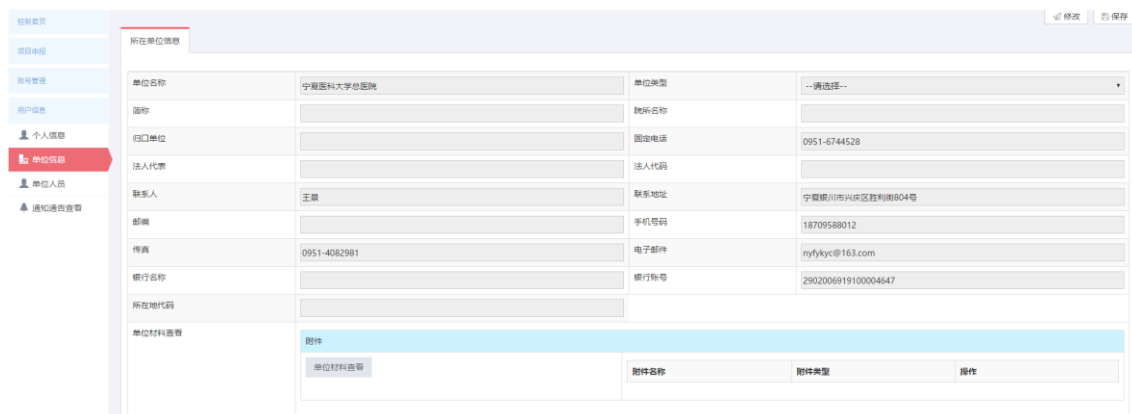 修改 保存
控制首页
项目申报
账号管理
用户信息
个人信息
单位信息
单位人员
通知通告查看
所在单位信息
单位名称 宁夏医科大学总医院 单位类型 --请选择--
简称 院所名称
归口单位 固定电话 0951-6744528
法人代表 法人代码
联系人 王景 联系地址 宁夏银川市兴庆区胜利街804号
邮编 手机号码 18709588012
传真 0951-4082981 电子邮件 nyfykyc@163.com
银行名称 银行账号 2902006919100004647
所在地代码
单位材料查看 附件
单位材料查看 附件名称 附件类型 操作